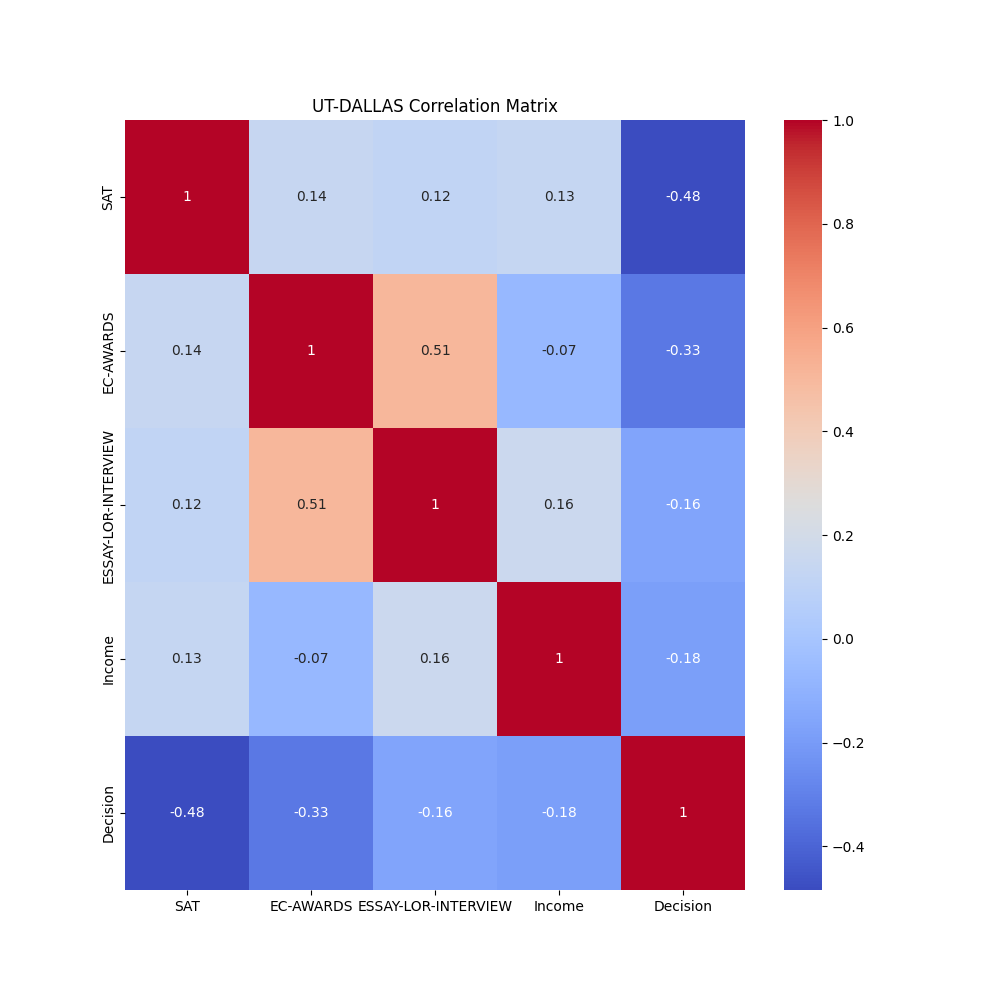 UT-DALLAS Correlation Matrix
SAT 1 0.14 0.12 0.13 -0.48
EC-AWARDS 0.14 1 0.51 -0.07 -0.33
ESSAY-LOR-INTERVIEW 0.12 0.51 1 0.16 -0.16
Income 0.13 -0.07 0.16 1 -0.18
Decision -0.48 -0.33 -0.16 -0.18 1
SAT EC-AWARDS ESSAY-LOR-INTERVIEW Income Decision
1.0
0.8
0.6
0.4
0.2
0.0
−0.2
−0.4